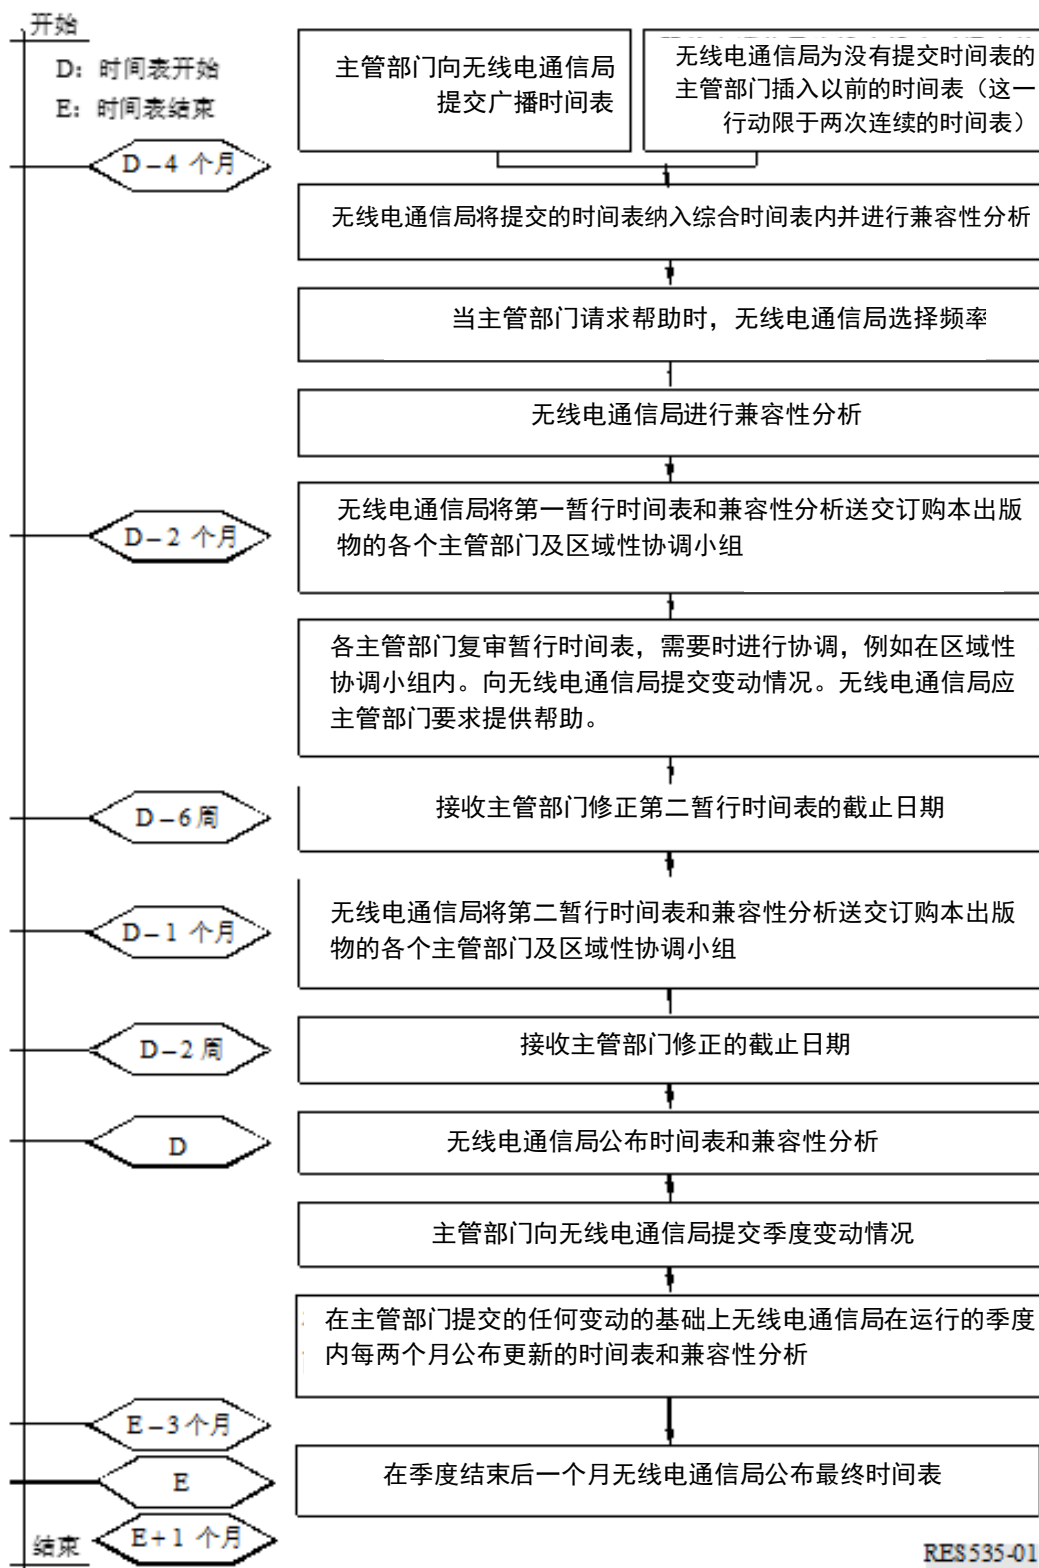 开始
D：时间表开始
E：时间表结束
主管部门向无线电通信局
提交广播时间表
无线电通信局为没有提交时间表的
主管部门插入以前的时间表（这一
行动限于两次连续的时间表）
D – 4 个月
无线电通信局将提交的时间表纳入综合时间表内并进行兼容性分析
当主管部门请求帮助时，无线电通信局选择频率
无线电通信局进行兼容性分析
D – 2 个月
无线电通信局将第一暂行时间表和兼容性分析送交订购本出版
物的各个主管部门及区域性协调小组
各主管部门复审暂行时间表，需要时进行协调，例如在区域性
协调小组内。向无线电通信局提交变动情况。无线电通信局应
主管部门要求提供帮助。
D – 6 周
接收主管部门修正第二暂行时间表的截止日期
D – 1 个月
无线电通信局将第二暂行时间表和兼容性分析送交订购本出版
物的各个主管部门及区域性协调小组
D – 2 周
接收主管部门修正的截止日期
D
无线电通信局公布时间表和兼容性分析
主管部门向无线电通信局提交季度变动情况
在主管部门提交的任何变动的基础上无线电通信局在运行的季度
内每两个月公布更新的时间表和兼容性分析
E – 3 个月
E
在季度结束后一个月无线电通信局公布最终时间表
E + 1 个月
结束
RES535-01